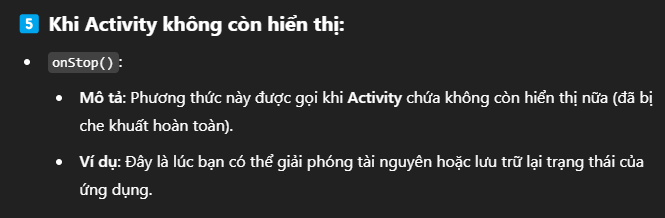 5 Khi Activity không còn hiển thị:
onStop():
Mô tả: Phương thức này được gọi khi Activity chứa không còn hiển thị nữa (đã bị
che khuất hoàn toàn).
Ví dụ: Đây là lúc bạn có thể giải phóng tài nguyên hoặc lưu trữ lại trạng thái của
ứng dụng.